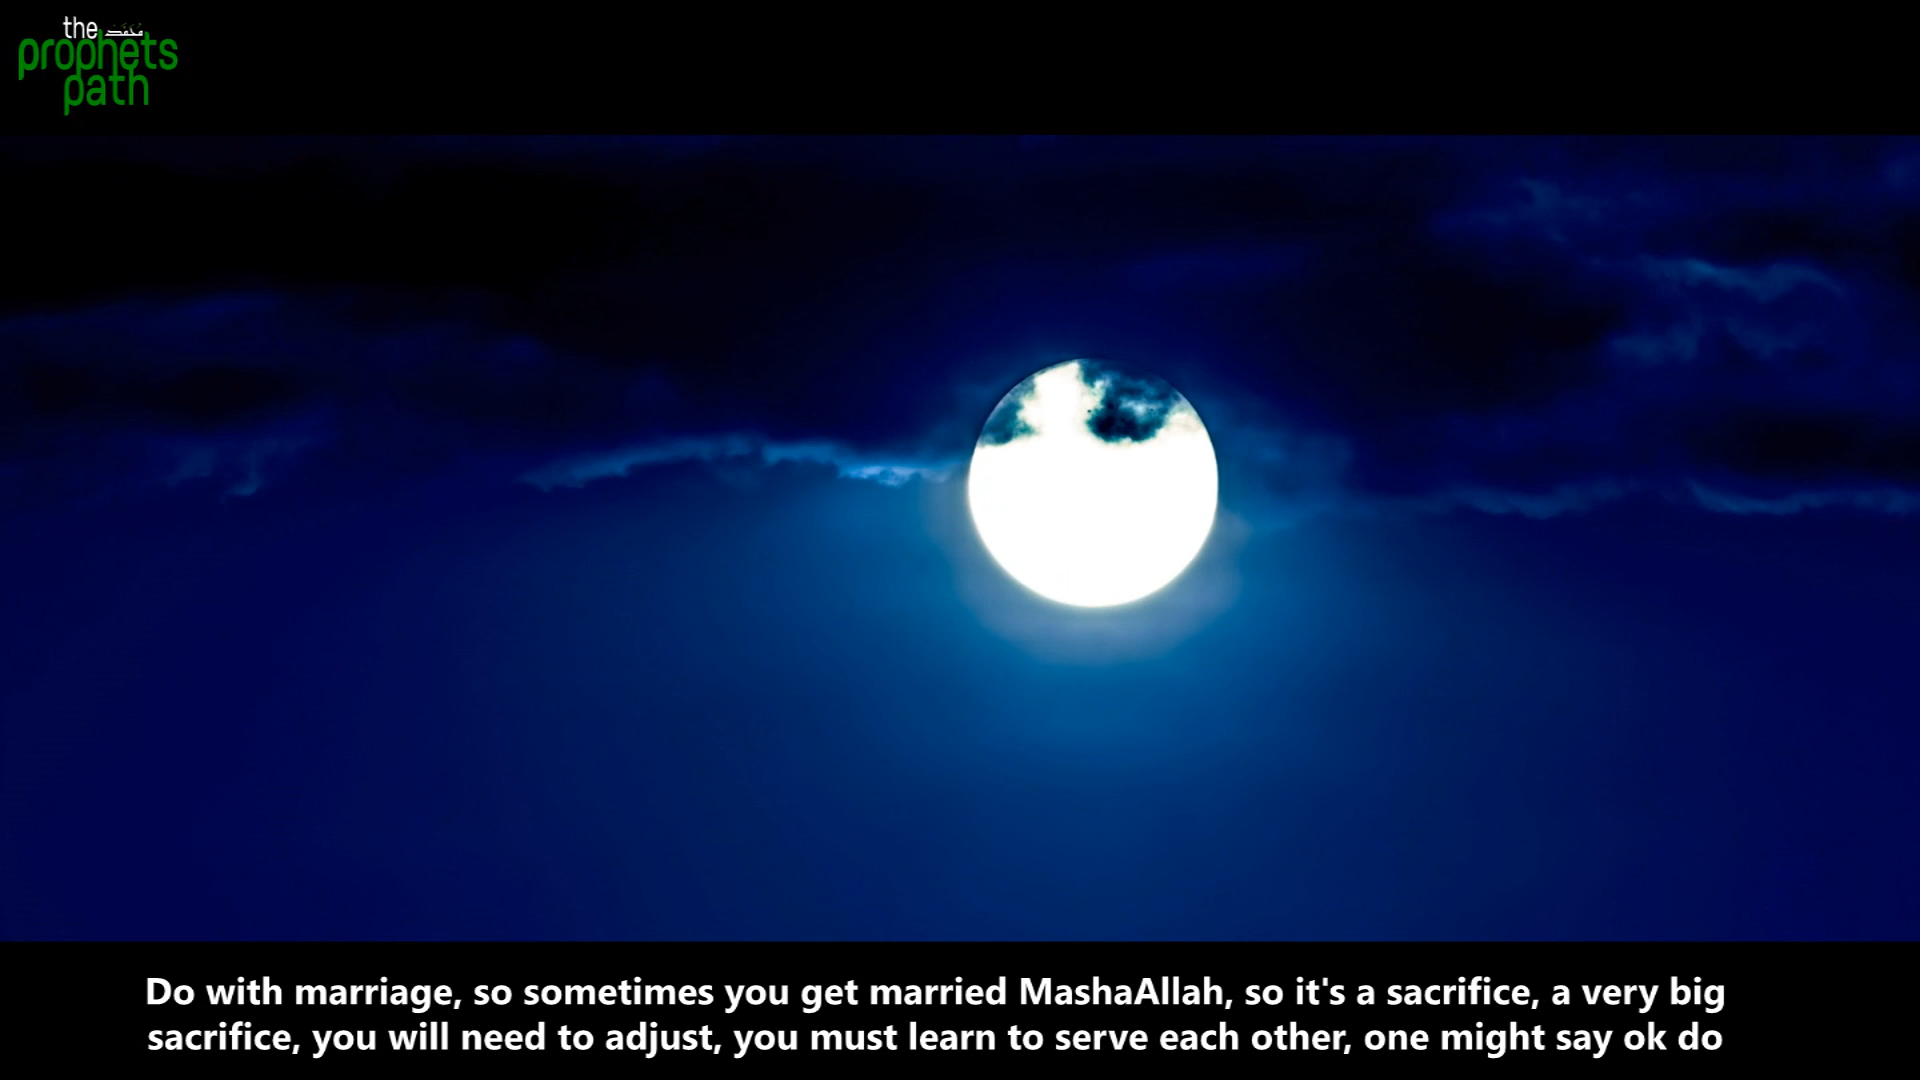 the محمد
prophets
path
Do with marriage, so sometimes you get married MashaAllah, so it's a sacrifice, a very big
sacrifice, you will need to adjust, you must learn to serve each other, one might say ok do